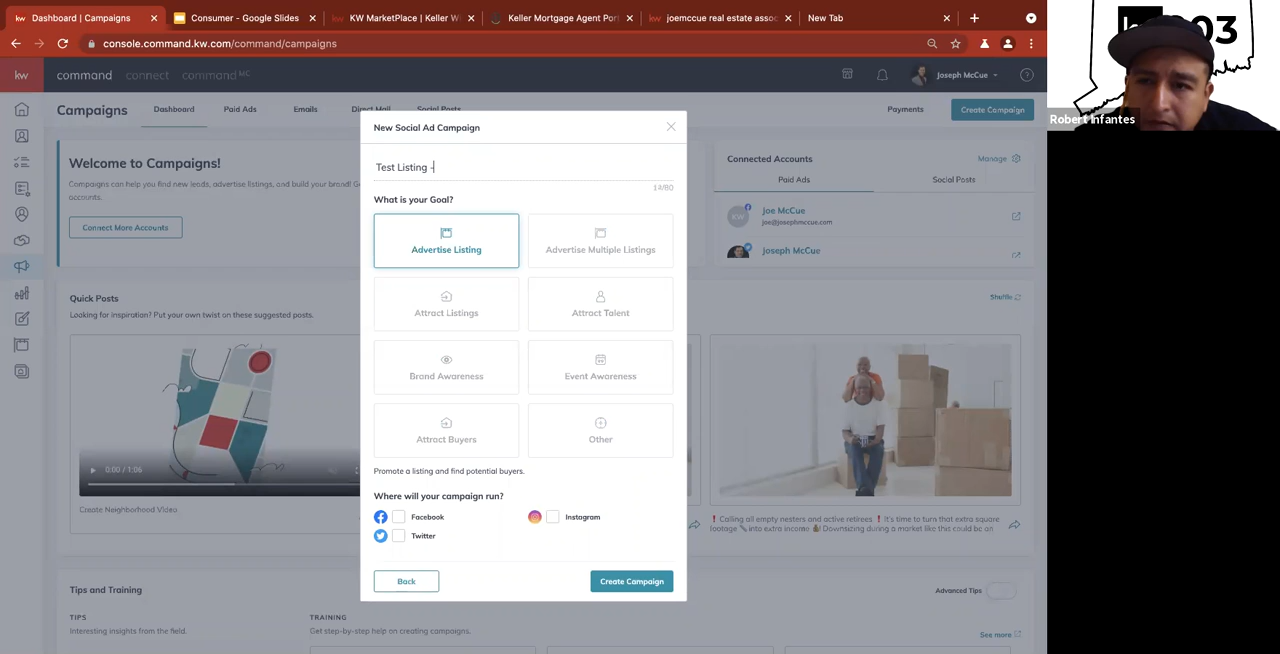 Dashboard | Campaigns
Consumer - Google Slides
KW MarketPlace | Keller W
Keller Mortgage Agent Por
joemccue real estate assoc
New Tab
console.command.kw.com/command/campaigns
kw
command
connect
command MC
Joseph McCue
Campaigns
Dashboard
Paid Ads
Emails
Direct Mail
Social Posts
Payments
Create Campaign
Welcome to Campaigns!
Campaigns can help you find new leads, advertise listings, and build your brand! G
accounts.
Connect More Accounts
Connected Accounts
Manage
Paid Ads
Social Posts
KW
Joe McCue
joe@josephmccue.com
Joseph McCue
Quick Posts
Looking for inspiration? Put your own twist on these suggested posts.
Shuffle
0:00 / 1:06
Create Neighborhood Video
Calling all empty nesters and active retirees ❗ It's time to turn that extra square
footage into extra income Downsizing during a market like this could be an
Tips and Training
Advanced Tips
TIPS
Interesting insights from the field.
TRAINING
Get step-by-step help on creating campaigns.
See more
New Social Ad Campaign
Test Listing -
14/80
What is your Goal?
Advertise Listing
Advertise Multiple Listings
Attract Listings
Attract Talent
Brand Awareness
Event Awareness
Attract Buyers
Other
Promote a listing and find potential buyers.
Where will your campaign run?
Facebook
Instagram
Twitter
Back
Create Campaign
Robert Infantes